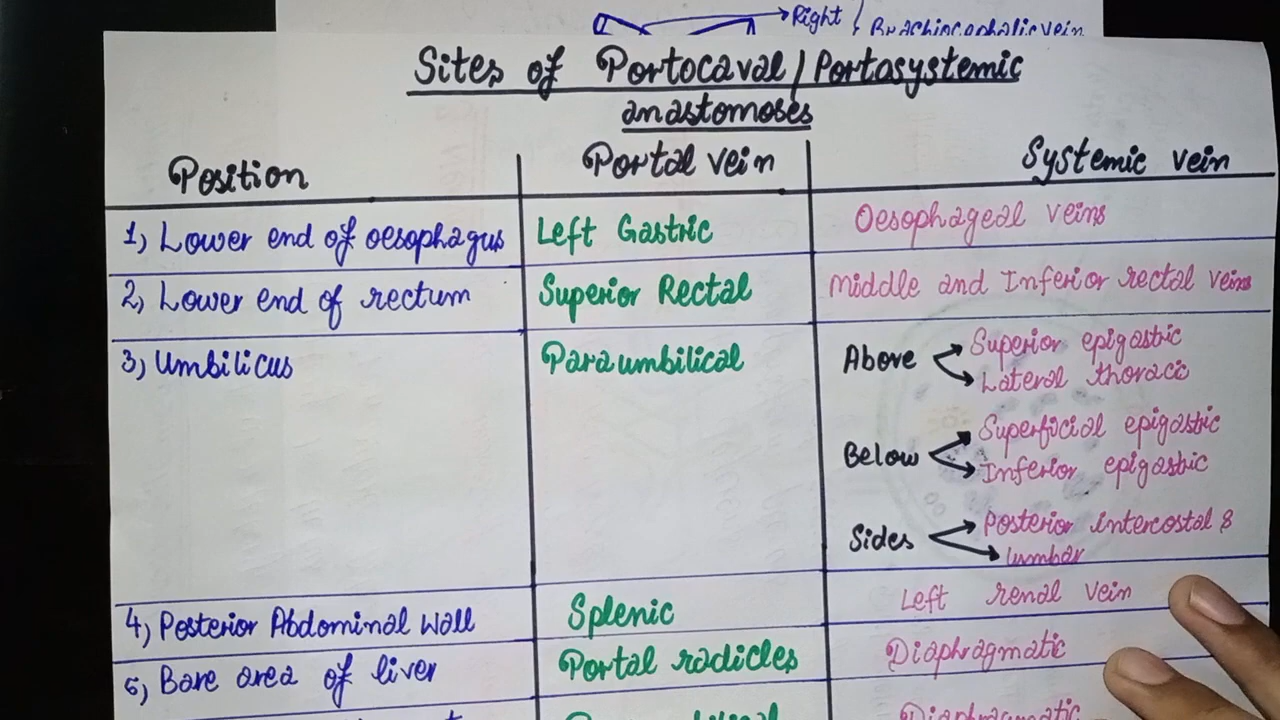 Right
Brachiocephalic vein
Sites of Portocaval / Portasystemic
anastomoses
Position Portal vein Systemic vein
1) Lower end of oesophagus Left Gastric Oesophageal veins
2) Lower end of rectum Superior Rectal Middle and Inferior rectal veins
3) Umbilicus Paraumbilical Above Superior epigastric
Lateral thoracic
Below Superficial epigastric
Inferior epigastric
Sides Posterior intercostal &
lumbar
4) Posterior Abdominal Wall Splenic Left renal vein
5) Bare area of liver Portal radicles Diaphragmatic
Diaphragmatic